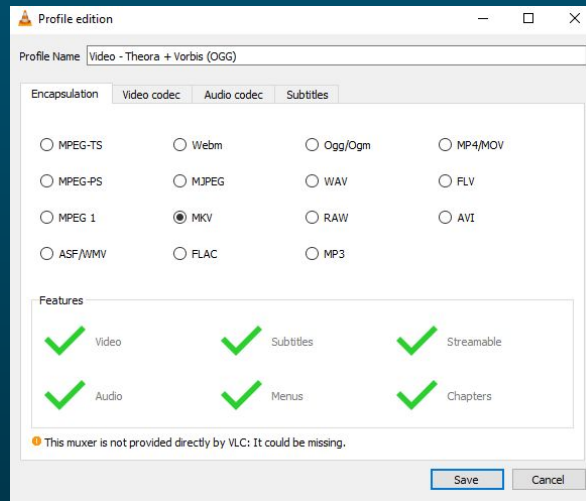 Profile edition
Profile Name Video - Theora + Vorbis (OGG)
Encapsulation Video codec Audio codec Subtitles
MPEG-TS Webm Ogg/Ogm MP4/MOV
MPEG-PS MJPEG WAV FLV
MPEG 1 MKV RAW AVI
ASF/WMV FLAC MP3
Features
Video Subtitles Streamable
Audio Menus Chapters
This muxer is not provided directly by VLC: It could be missing.
Save Cancel